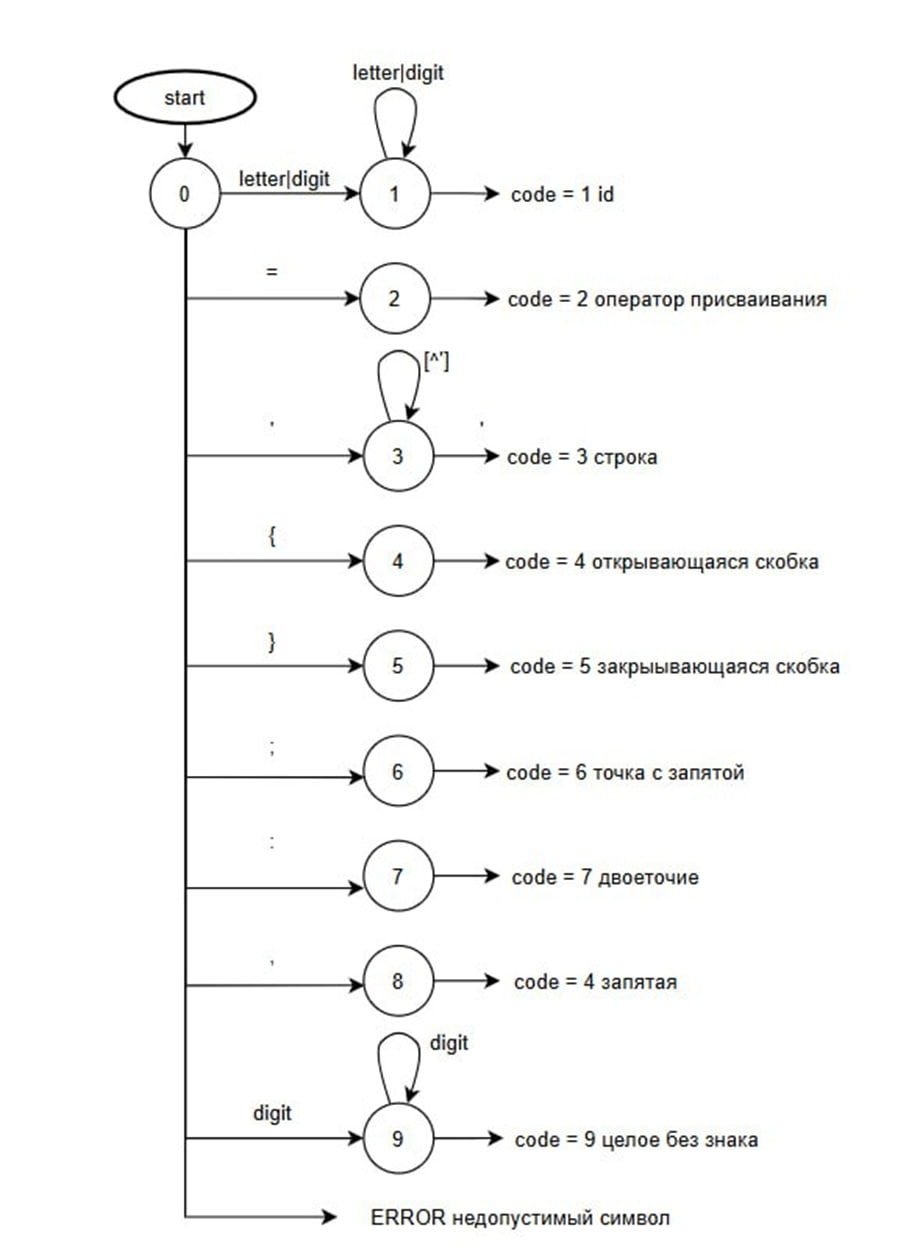 letter|digit
start
0
letter|digit
1
code = 1 id
=
2
code = 2 оператор присваивания
[^']
'
3
'
code = 3 строка
{
4
code = 4 открывающаяся скобка
}
5
code = 5 закрыывающаяся скобка
;
6
code = 6 точка с запятой
:
7
code = 7 двоеточие
,
8
code = 4 запятая
digit
digit
9
code = 9 целое без знака
ERROR недопустимый символ